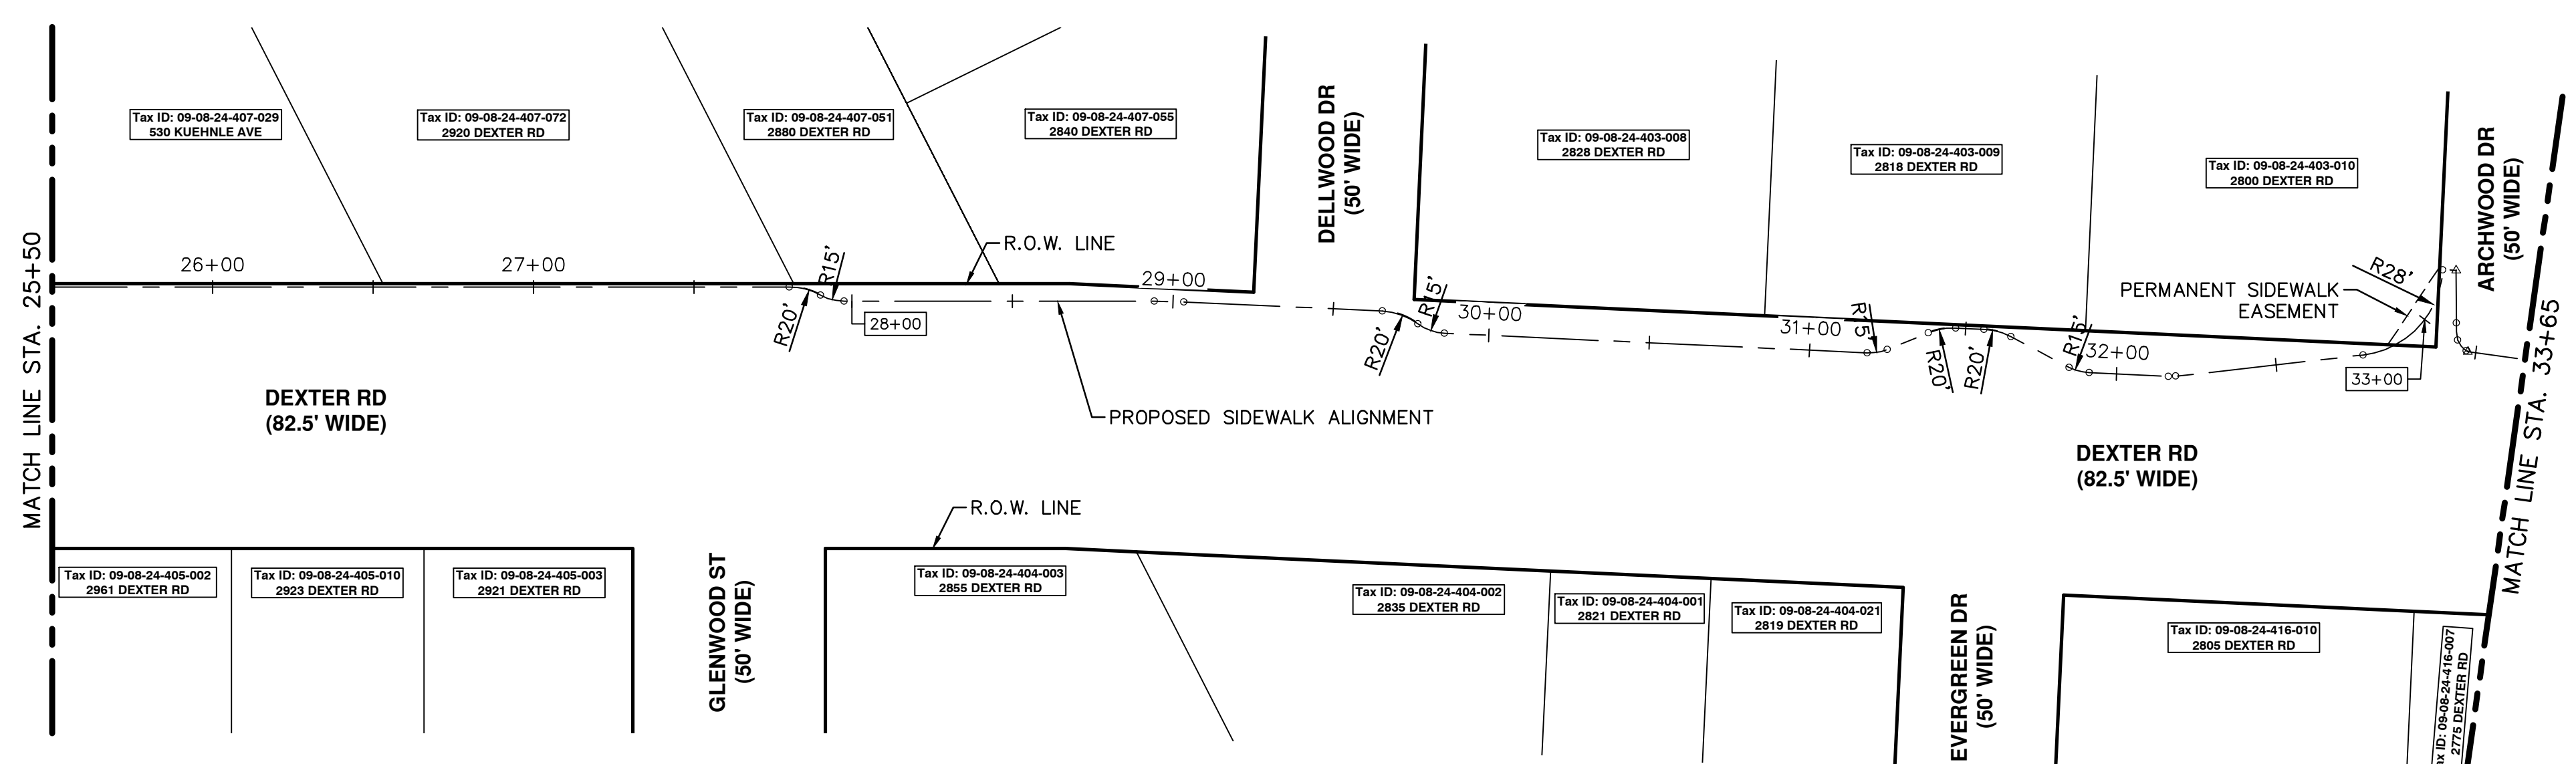 MATCH LINE STA. 25+50
Tax ID: 09-08-24-407-029
530 KUEHNLE AVE
Tax ID: 09-08-24-407-072
2920 DEXTER RD
Tax ID: 09-08-24-407-051
2880 DEXTER RD
Tax ID: 09-08-24-407-055
2840 DEXTER RD
DELLWOOD DR
(50' WIDE)
Tax ID: 09-08-24-403-008
2828 DEXTER RD
Tax ID: 09-08-24-403-009
2818 DEXTER RD
Tax ID: 09-08-24-403-010
2800 DEXTER RD
ARCHWOOD DR
(50' WIDE)
26+00
27+00
R20'
R15'
28+00
R.O.W. LINE
29+00
R20'
R15'
30+00
31+00
R15'
R20'
R20'
R15'
32+00
PERMANENT SIDEWALK
EASEMENT
R28'
33+00
MATCH LINE STA. 33+65
DEXTER RD
(82.5' WIDE)
PROPOSED SIDEWALK ALIGNMENT
DEXTER RD
(82.5' WIDE)
R.O.W. LINE
Tax ID: 09-08-24-405-002
2961 DEXTER RD
Tax ID: 09-08-24-405-010
2923 DEXTER RD
Tax ID: 09-08-24-405-003
2921 DEXTER RD
GLENWOOD ST
(50' WIDE)
Tax ID: 09-08-24-404-003
2855 DEXTER RD
Tax ID: 09-08-24-404-002
2835 DEXTER RD
Tax ID: 09-08-24-404-001
2821 DEXTER RD
Tax ID: 09-08-24-404-021
2819 DEXTER RD
EVERGREEN DR
(50' WIDE)
Tax ID: 09-08-24-416-010
2805 DEXTER RD
ax ID: 09-08-24-416-007
2775 DEXTER RD